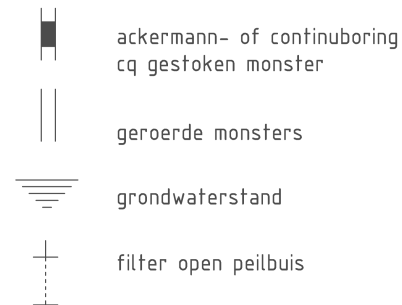 ackermann- of continuboring
cq gestoken monster
geroerde monsters
grondwaterstand
filter open peilbuis